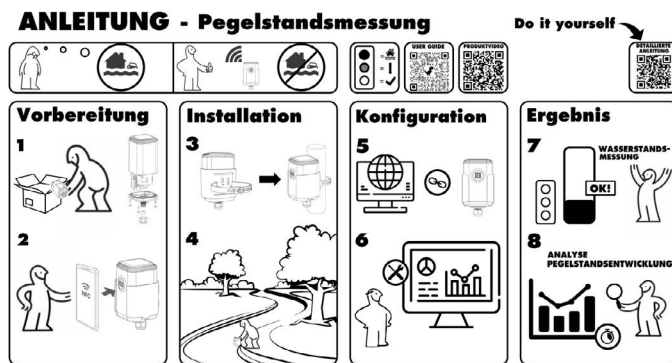 ANLEITUNG - Pegelstandsmessung
Do it yourself
USER GUIDE
PRODUKTVIDEO
DETAILLIERTE
ANLEITUNG
Vorbereitung
1
NFC
2
Installation
3
4
Konfiguration
5
6
Ergebnis
7
WASSERSTANDS-
MESSUNG
OK!
8
ANALYSE
PEGELSTANDSENTWICKLUNG